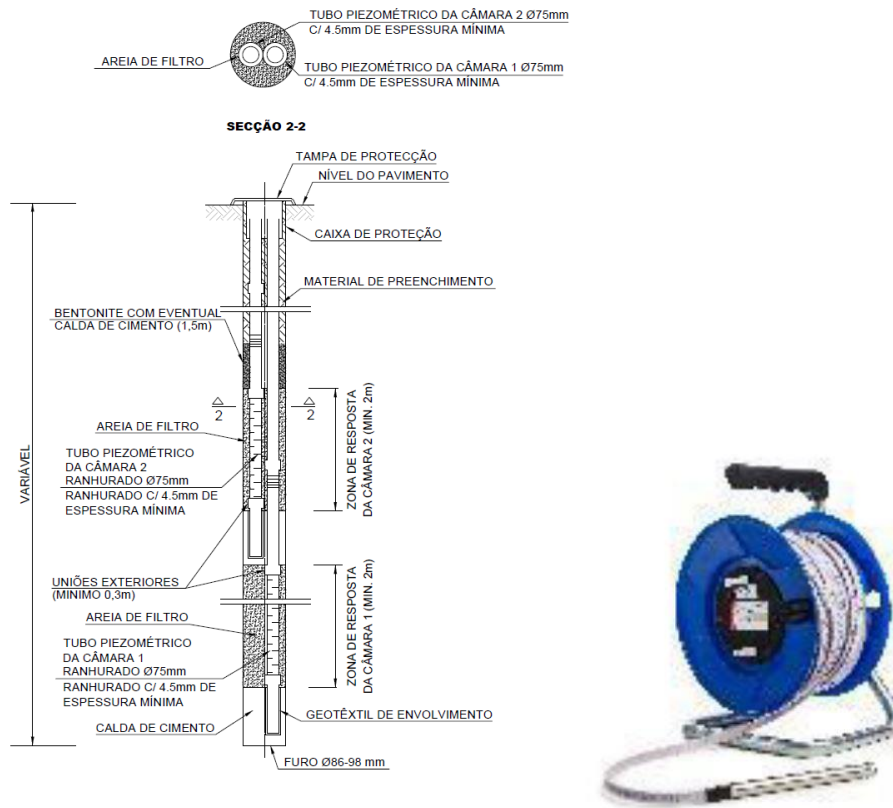 TUBO PIEZOMÉTRICO DA CÂMARA 2 Ø75mm
C/ 4.5mm DE ESPESSURA MÍNIMA
AREIA DE FILTRO
TUBO PIEZOMÉTRICO DA CÂMARA 1 Ø75mm
C/ 4.5mm DE ESPESSURA MÍNIMA
SECÇÃO 2-2
TAMPA DE PROTECÇÃO
NÍVEL DO PAVIMENTO
CAIXA DE PROTEÇÃO
MATERIAL DE PREENCHIMENTO
BENTONITE COM EVENTUAL
CALDA DE CIMENTO (1,5m)
2
2
AREIA DE FILTRO
TUBO PIEZOMÉTRICO
DA CÂMARA 2
RANHURADO Ø75mm
RANHURADO C/ 4.5mm DE
ESPESSURA MÍNIMA
ZONA DE RESPOSTA
DA CÂMARA 2 (MIN. 2m)
VARIÁVEL
UNIÕES EXTERIORES
(MINIMO 0,3m)
AREIA DE FILTRO
TUBO PIEZOMÉTRICO
DA CÂMARA 1
RANHURADO Ø75mm
RANHURADO C/ 4.5mm DE
ESPESSURA MÍNIMA
ZONA DE RESPOSTA
DA CÂMARA 1 (MIN. 2m)
CALDA DE CIMENTO
GEOTÊXTIL DE ENVOLVIMENTO
FURO Ø86-98 mm